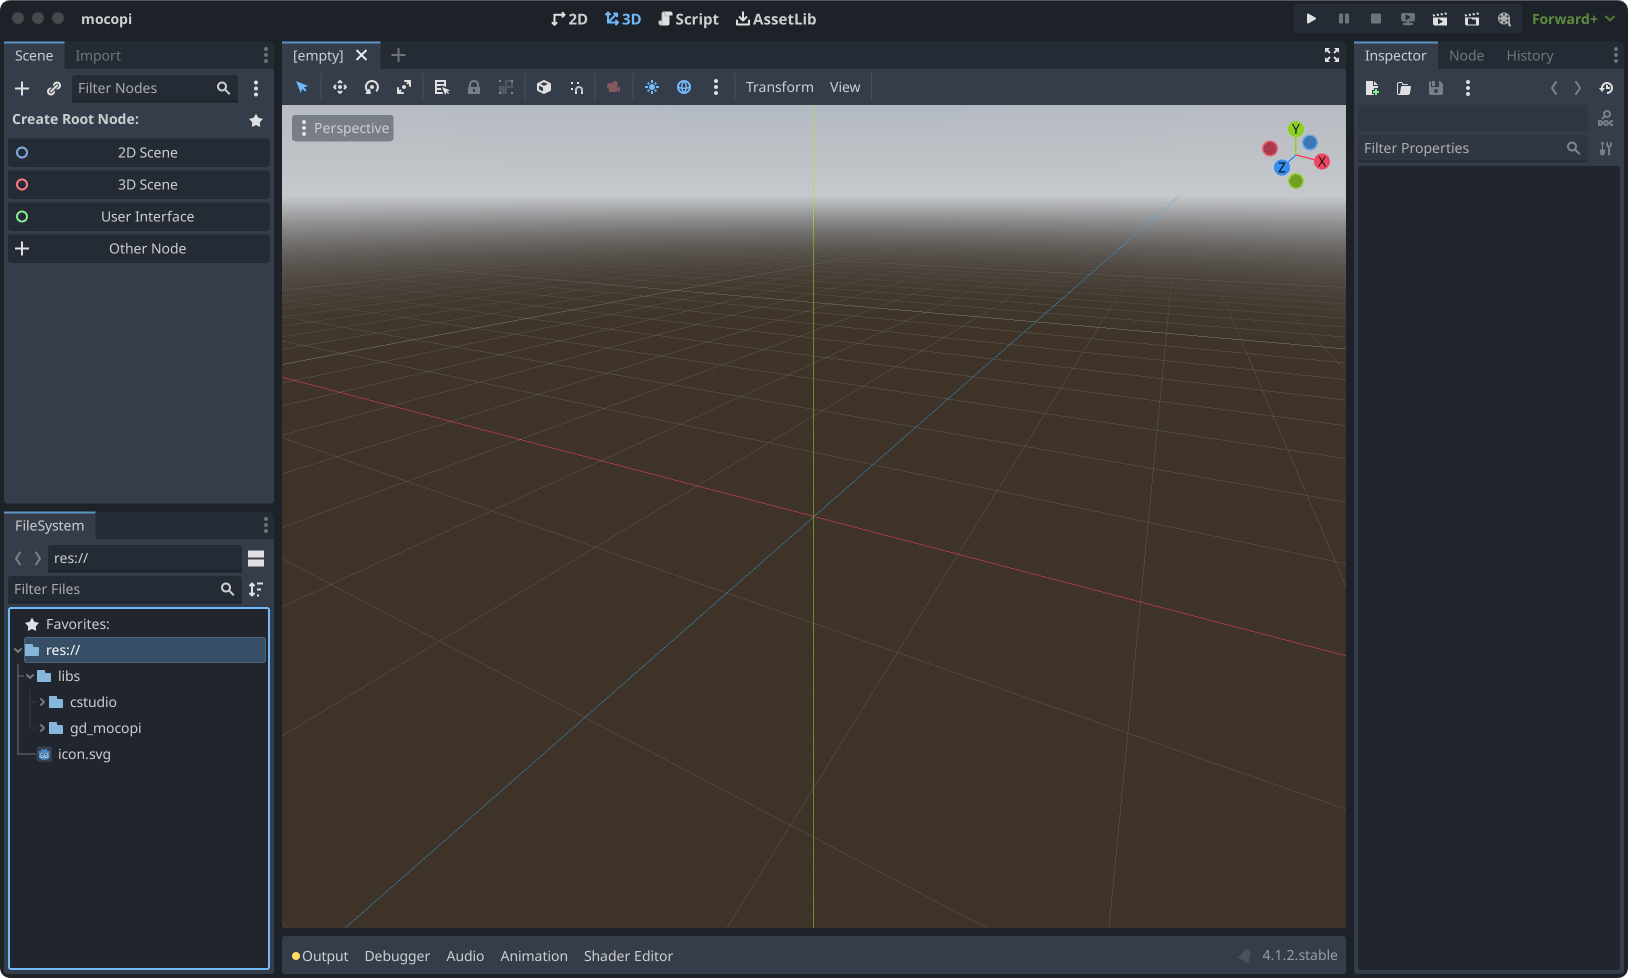 mocopi
2D 3D Script AssetLib
Forward+
Scene Import
[empty]
Inspector Node History
Filter Nodes
Transform View
Create Root Node:
2D Scene
3D Scene
User Interface
Other Node
Perspective
Y
X
Z
DOC
Filter Properties
FileSystem
res://
Filter Files
Favorites:
res://
libs
cstudio
gd_mocopi
icon.svg
Output Debugger Audio Animation Shader Editor
4.1.2.stable